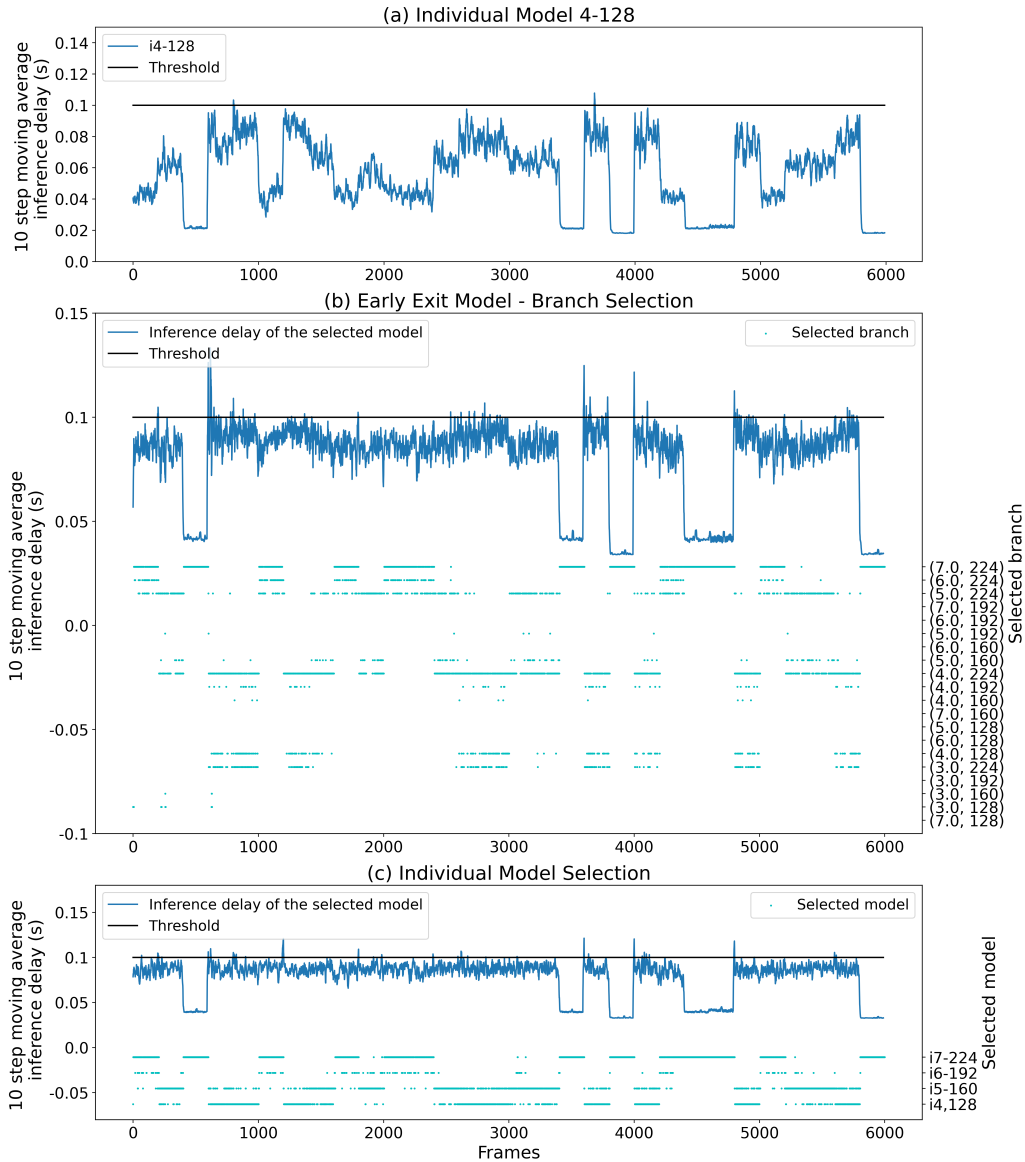 (a) Individual Model 4-128
10 step moving average
inference delay (s)
0.14
0.12
0.1
0.08
0.06
0.04
0.02
0.0
i4-128
Threshold
0 1000 2000 3000 4000 5000 6000
(b) Early Exit Model - Branch Selection
10 step moving average
inference delay (s)
0.15
0.1
0.05
0.0
-0.05
-0.1
Inference delay of the selected model
Threshold
Selected branch
(7.0, 224)
(6.0, 224)
(5.0, 224)
(7.0, 192)
(6.0, 192)
(5.0, 192)
(6.0, 160)
(5.0, 160)
(4.0, 224)
(4.0, 192)
(4.0, 160)
(7.0, 160)
(5.0, 128)
(6.0, 128)
(4.0, 128)
(3.0, 224)
(3.0, 192)
(3.0, 160)
(3.0, 128)
(7.0, 128)
Selected branch
0 1000 2000 3000 4000 5000 6000
(c) Individual Model Selection
10 step moving average
inference delay (s)
0.15
0.1
0.05
0.0
-0.05
Inference delay of the selected model
Threshold
Selected model
i7-224
i6-192
i5-160
i4,128
Selected model
0 1000 2000 3000 4000 5000 6000
Frames